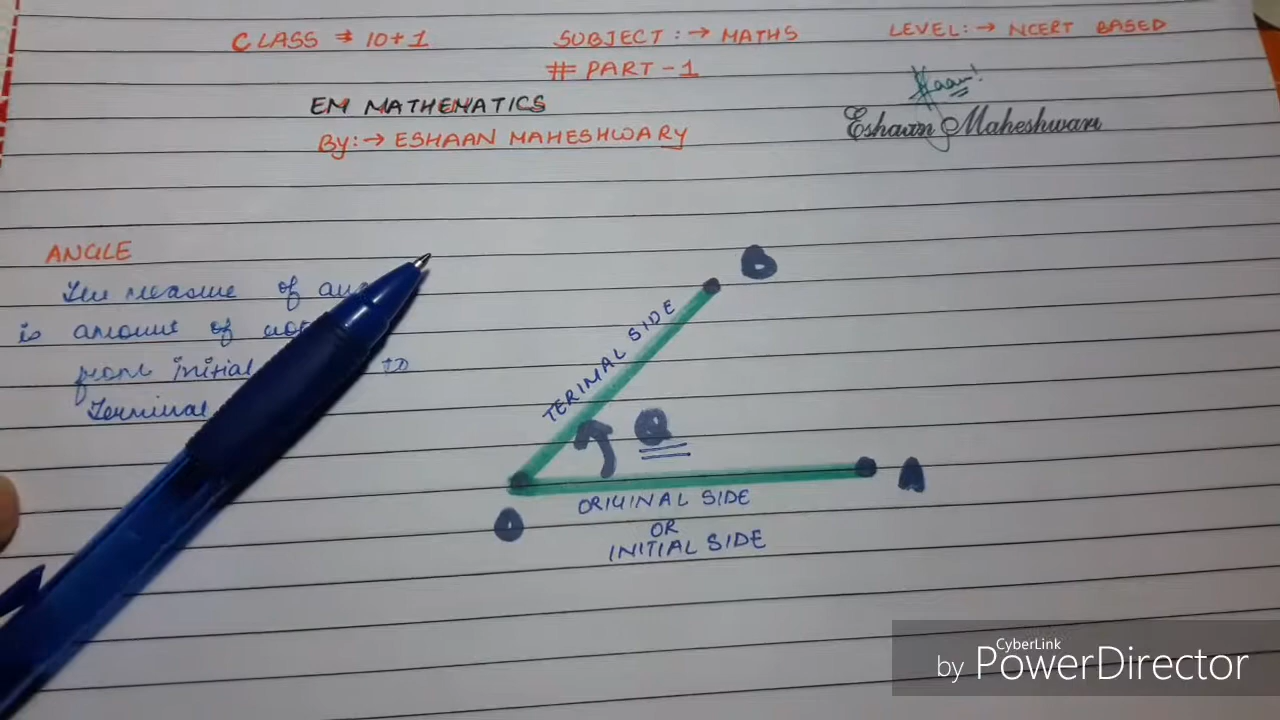 CLASS → 10+1 SUBJECT :→ MATHS LEVEL:→ NCERT BASED
# PART-1
EM MATHEMATICS
By:→ ESHAAN MAHESHWARY
Eshaan Maheshwari
ANGLE
The measure of
is amount of
from initial to
Terminal
B
TERIMAL SIDE
θ
A
ORIGINAL SIDE
O
OR
INITIAL SIDE
CyberLink
by PowerDirector